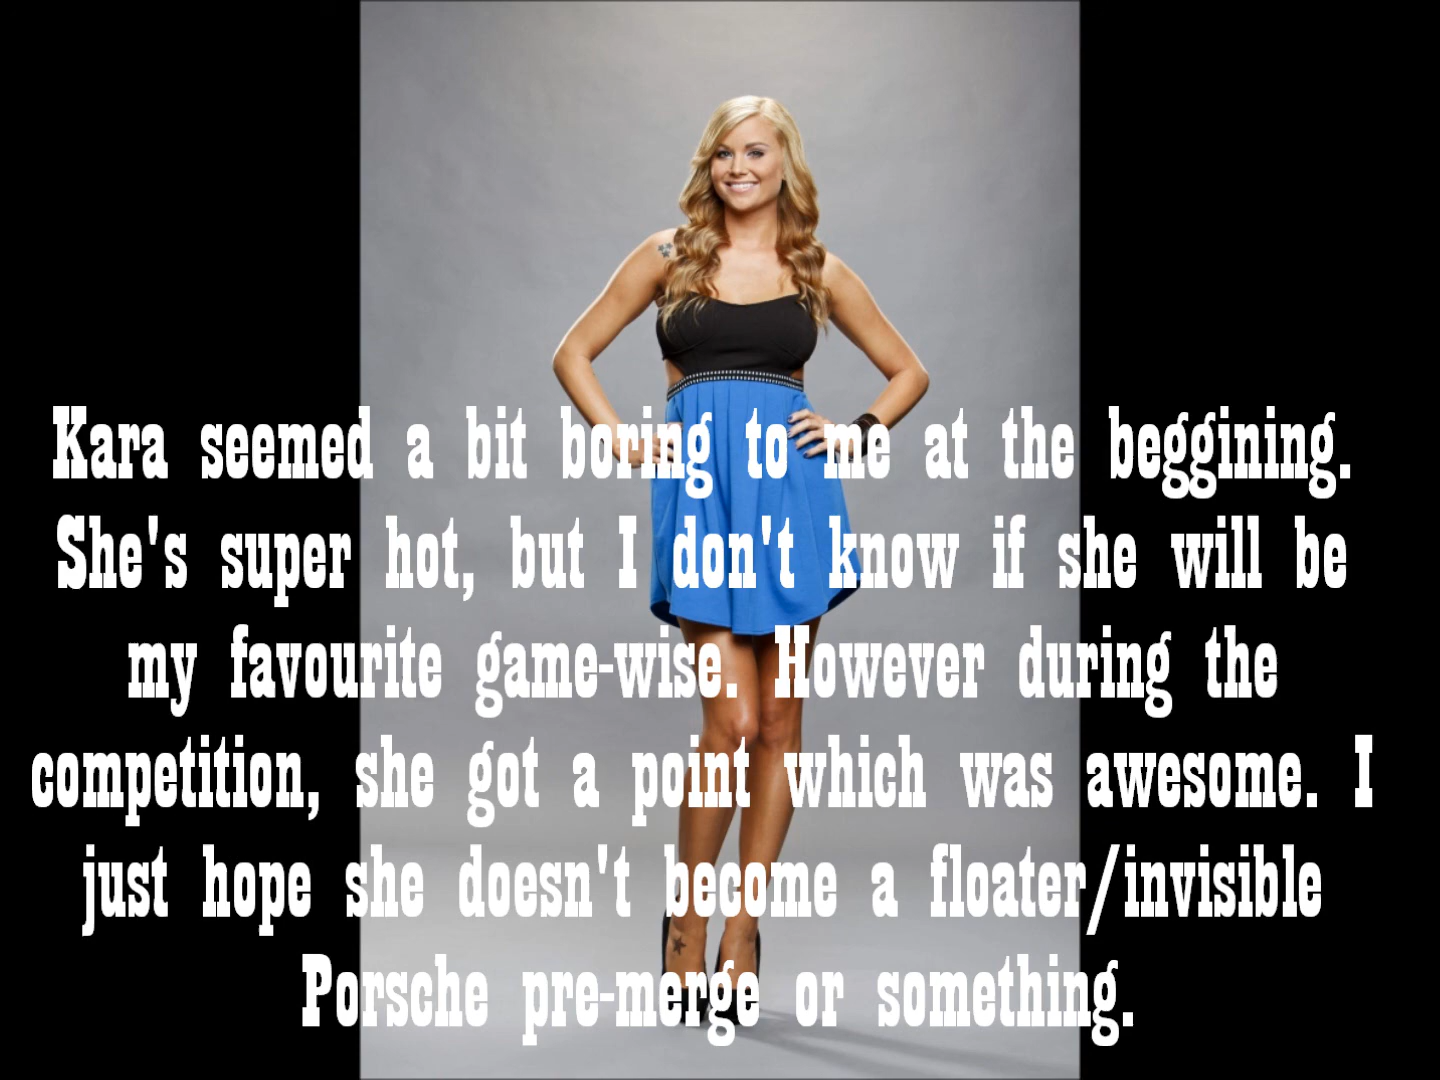 Kara seemed a bit boring to me at the beggining.
She's super hot, but I don't know if she will be
my favourite game-wise. However during the
competition, she got a point which was awesome. I
just hope she doesn't become a floater/invisible
Porsche pre-merge or something.